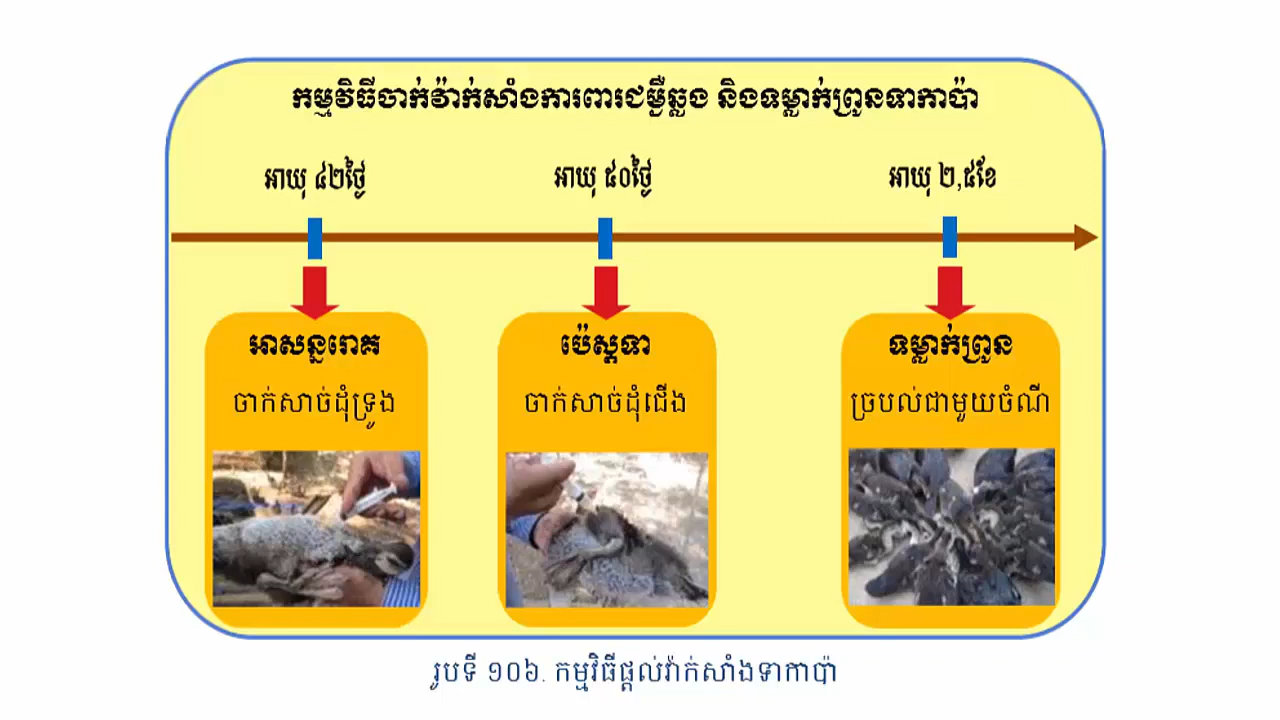 កម្មវិធីចាក់វ៉ាក់សាំងការពារជម្ងឺឆ្លង និងទម្លាក់ព្រូនទាកាប៉ា
អាយុ ៤២ថ្ងៃ
អាយុ ៥០ថ្ងៃ
អាយុ ២,៥ខែ
អាសន្នរោគ
ចាក់សាច់ដុំទ្រូង
ប៉េស្តទា
ចាក់សាច់ដុំជើង
ទម្លាក់ព្រូន
ច្របល់ជាមួយចំណី
រូបទី ១០៦. កម្មវិធីផ្តល់វ៉ាក់សាំងទាកាប៉ា